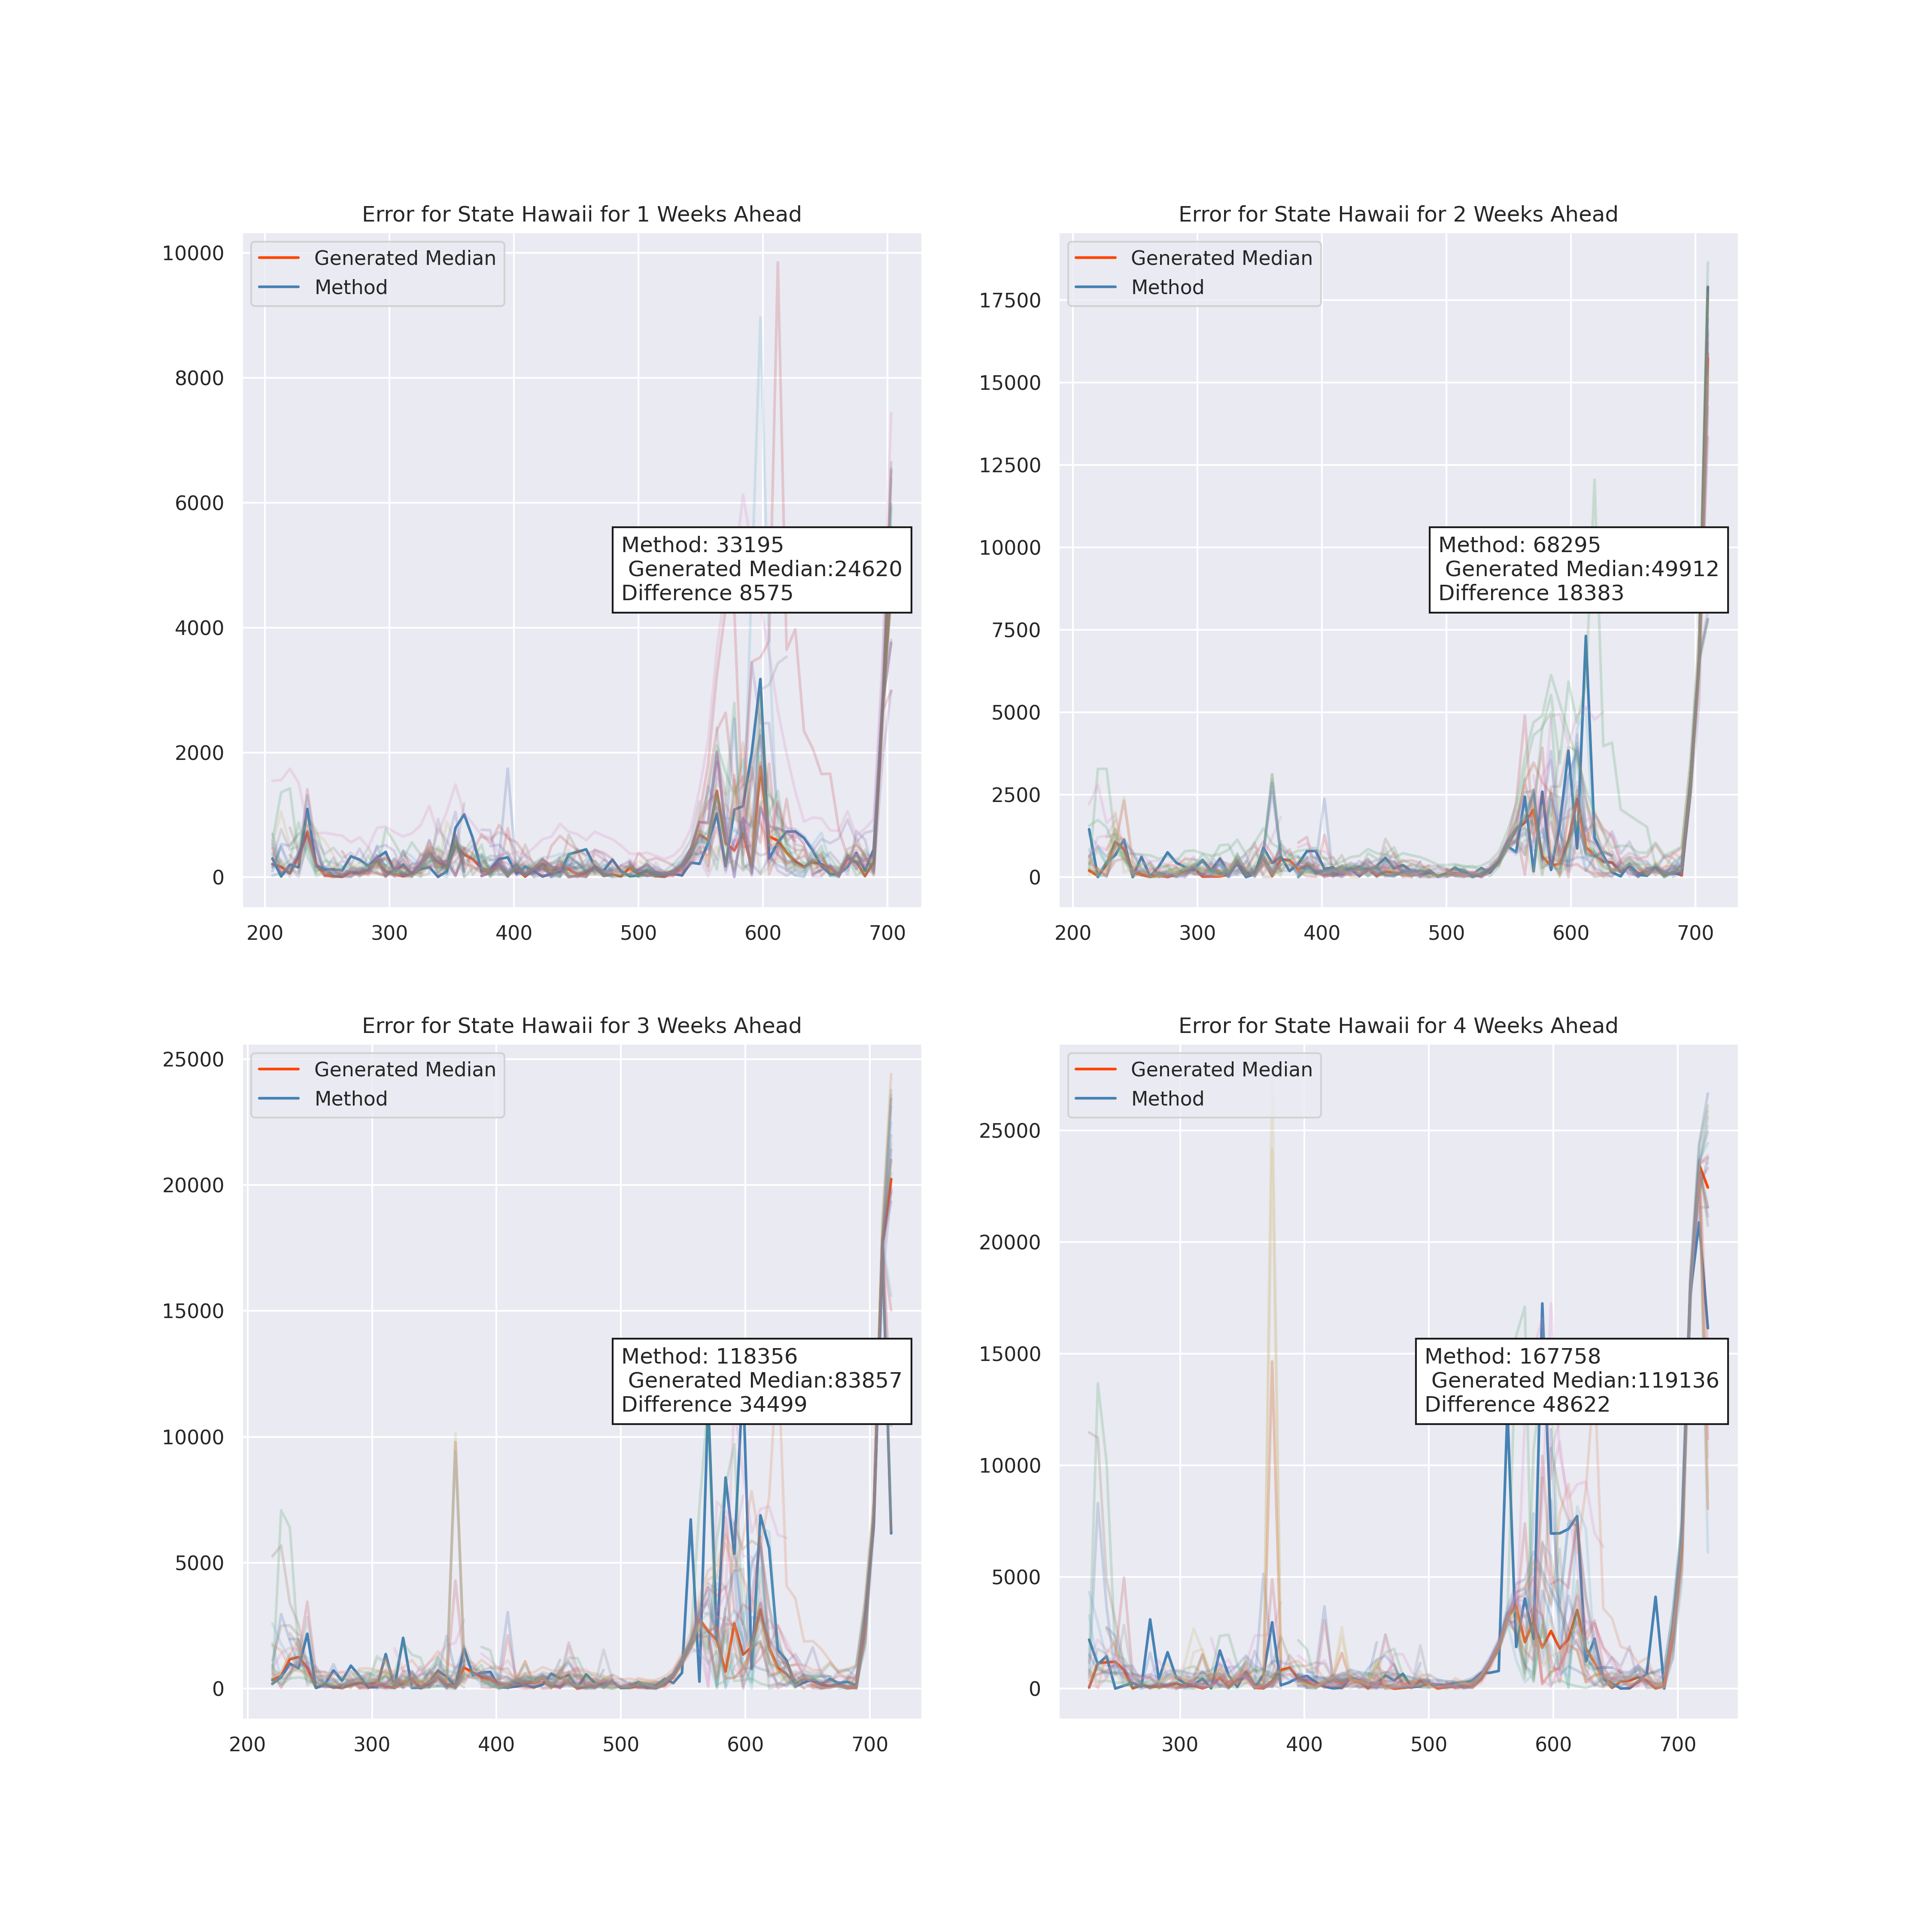 Error for State Hawaii for 1 Weeks Ahead
Generated Median
Method
10000
8000
6000
4000
2000
0
Method: 33195
Generated Median:24620
Difference 8575
200 300 400 500 600 700
Error for State Hawaii for 2 Weeks Ahead
Generated Median
Method
17500
15000
12500
10000
7500
5000
2500
0
Method: 68295
Generated Median:49912
Difference 18383
200 300 400 500 600 700
Error for State Hawaii for 3 Weeks Ahead
Generated Median
Method
25000
20000
15000
10000
5000
0
Method: 118356
Generated Median:83857
Difference 34499
200 300 400 500 600 700
Error for State Hawaii for 4 Weeks Ahead
Generated Median
Method
25000
20000
15000
10000
5000
0
Method: 167758
Generated Median:119136
Difference 48622
300 400 500 600 700